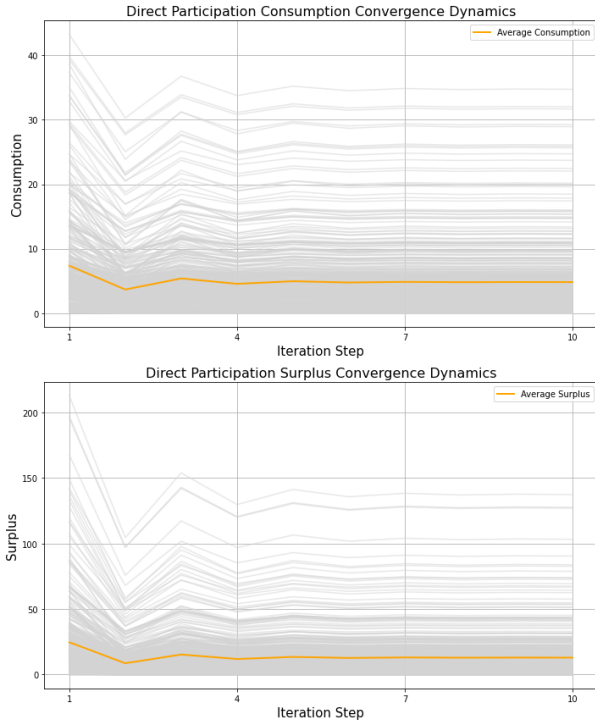 Direct Participation Consumption Convergence Dynamics
Average Consumption
40
30
20
10
0
Consumption
1
4
7
10
Iteration Step
Direct Participation Surplus Convergence Dynamics
Average Surplus
200
150
100
50
0
Surplus
1
4
7
10
Iteration Step